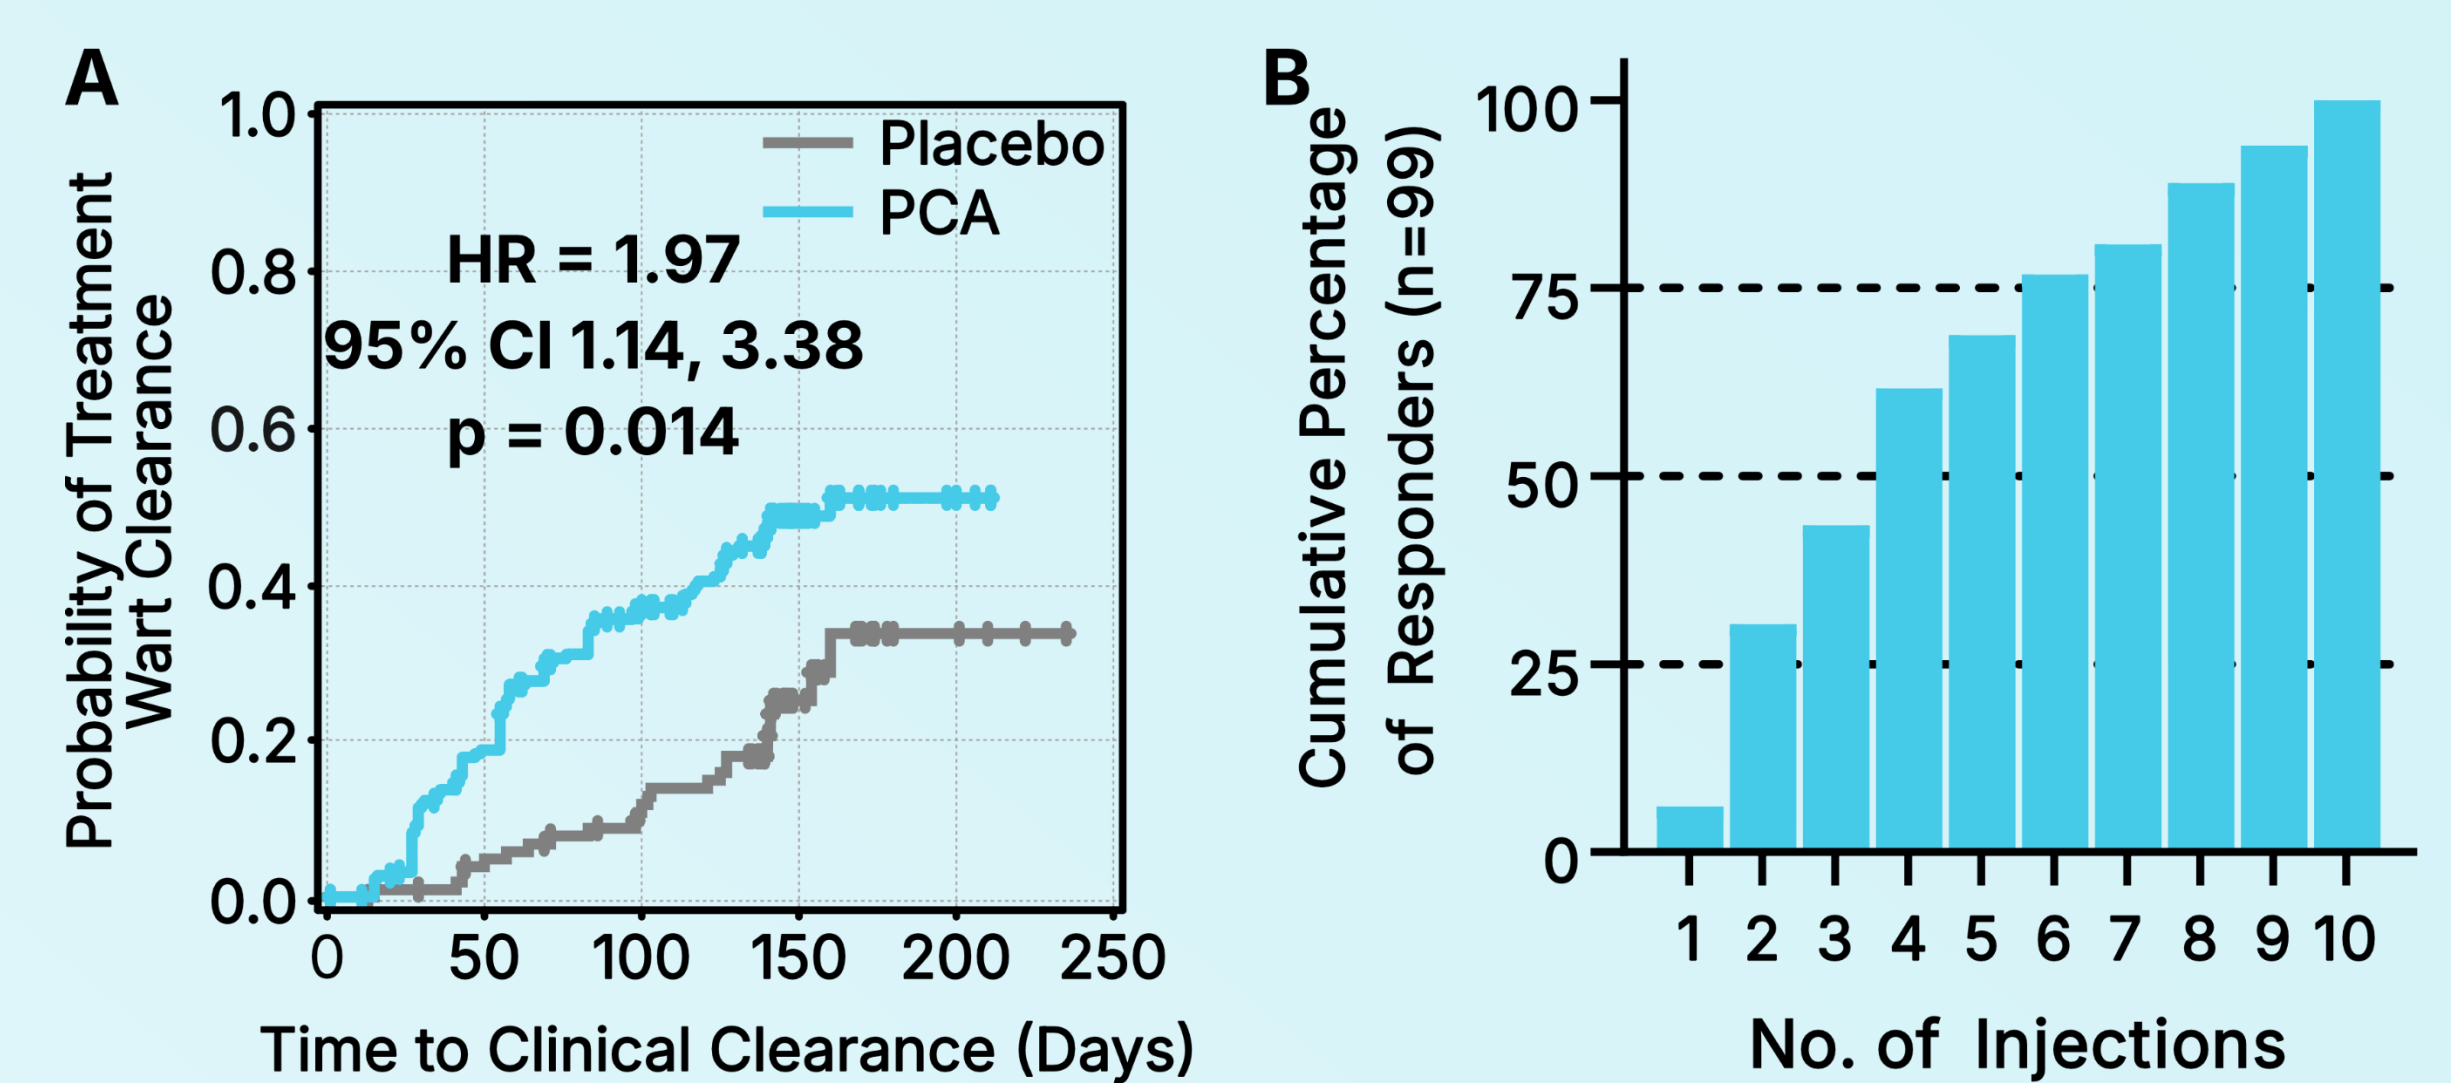 A
Probability of Treatment
Wart Clearance
1.0
0.8
0.6
0.4
0.2
0.0
Placebo
PCA
HR = 1.97
95% CI 1.14, 3.38
p = 0.014
0 50 100 150 200 250
Time to Clinical Clearance (Days)
B
Cumulative Percentage
of Responders (n=99)
100
75
50
25
0
1 2 3 4 5 6 7 8 9 10
No. of Injections